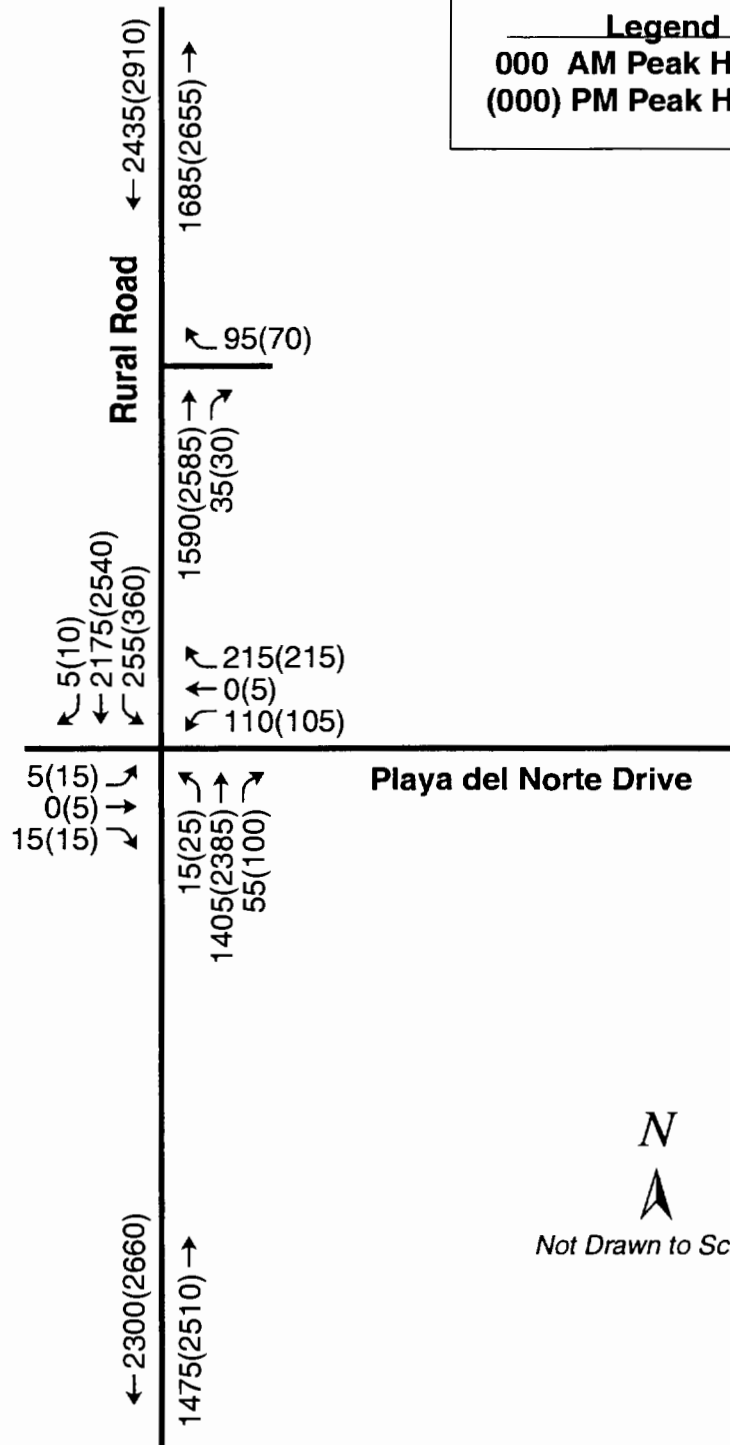 Legend
000 AM Peak H
(000) PM Peak H
2435(2910)
1685(2655)
Rural Road
95(70)
1590(2585)
35(30)
5(10)
2175(2540)
255(360)
215(215)
0(5)
110(105)
5(15)
0(5)
15(15)
Playa del Norte Drive
15(25)
1405(2385)
55(100)
N
Not Drawn to Sc
2300(2660)
1475(2510)